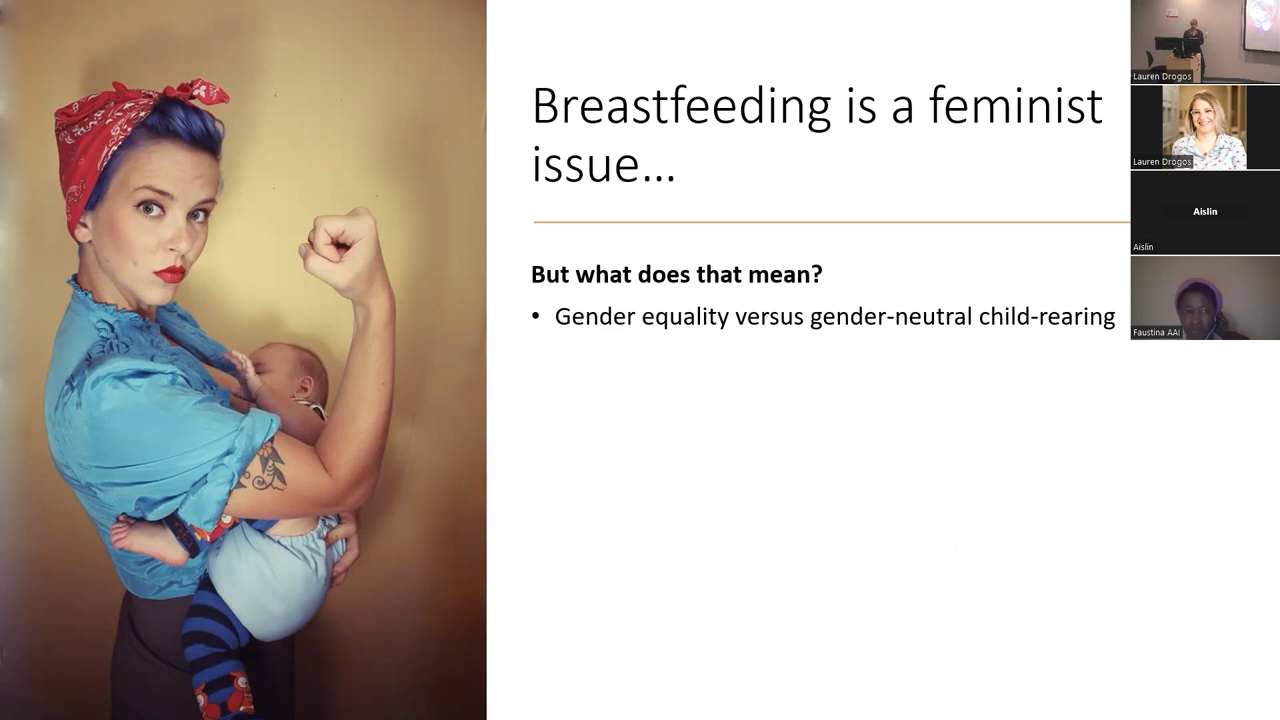 Breastfeeding is a feminist
issue...
But what does that mean?
• Gender equality versus gender-neutral child-rearing
Lauren Drogos
Lauren Drogos
Aislin
Aislin
Faustina AAI